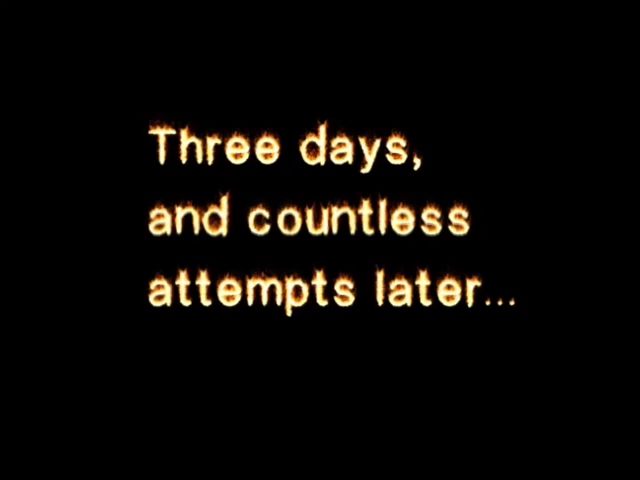 Three days,
and countless
attempts later...